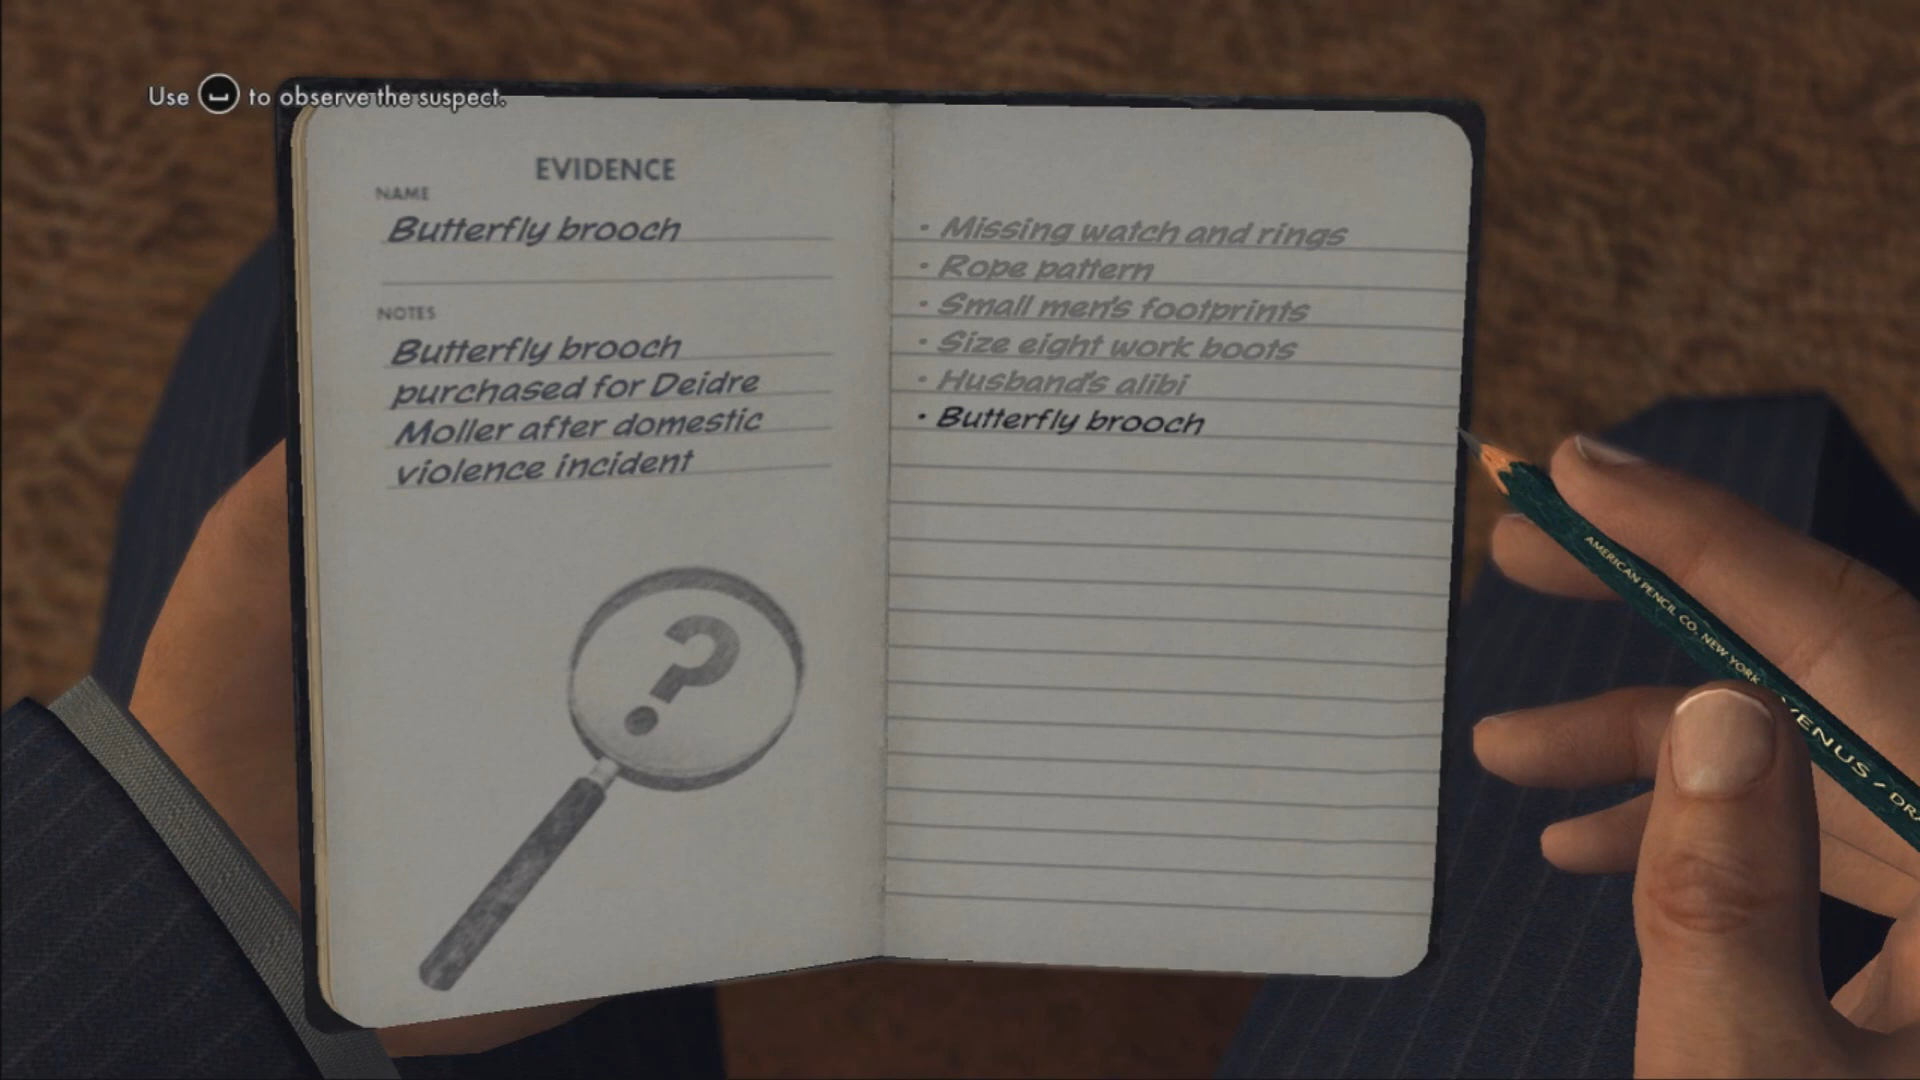 Use to observe the suspect.
EVIDENCE
NAME
Butterfly brooch
NOTES
Butterfly brooch
purchased for Deidre
Moller after domestic
violence incident
?
• Missing watch and rings
• Rope pattern
• Small men's footprints
• Size eight work boots
• Husband's alibi
• Butterfly brooch
AMERICAN PENCIL CO. NEW YORK
VENUS / DRA